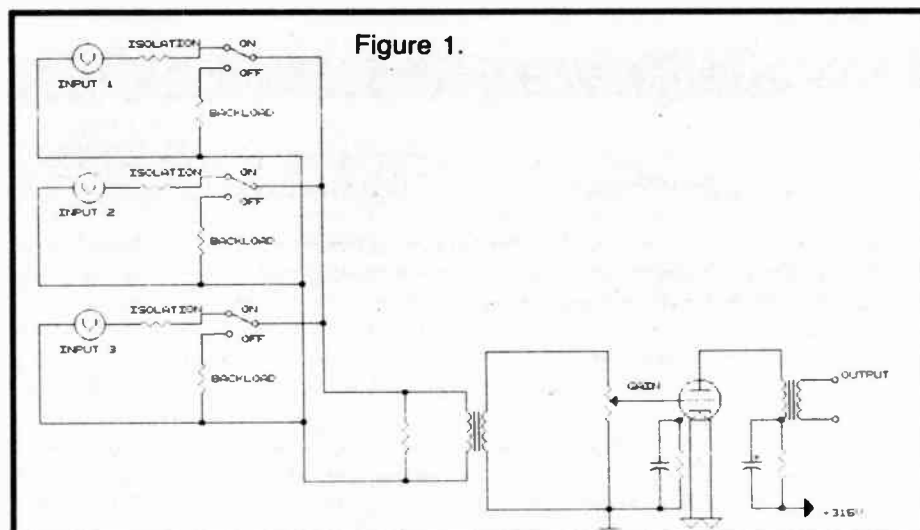 Figure 1.
ISOLATION
ON
OFF
INPUT 1
BACKLOAD
ISOLATION
ON
OFF
INPUT 2
BACKLOAD
ISOLATION
ON
OFF
INPUT 3
BACKLOAD
GAIN
OUTPUT
+315V